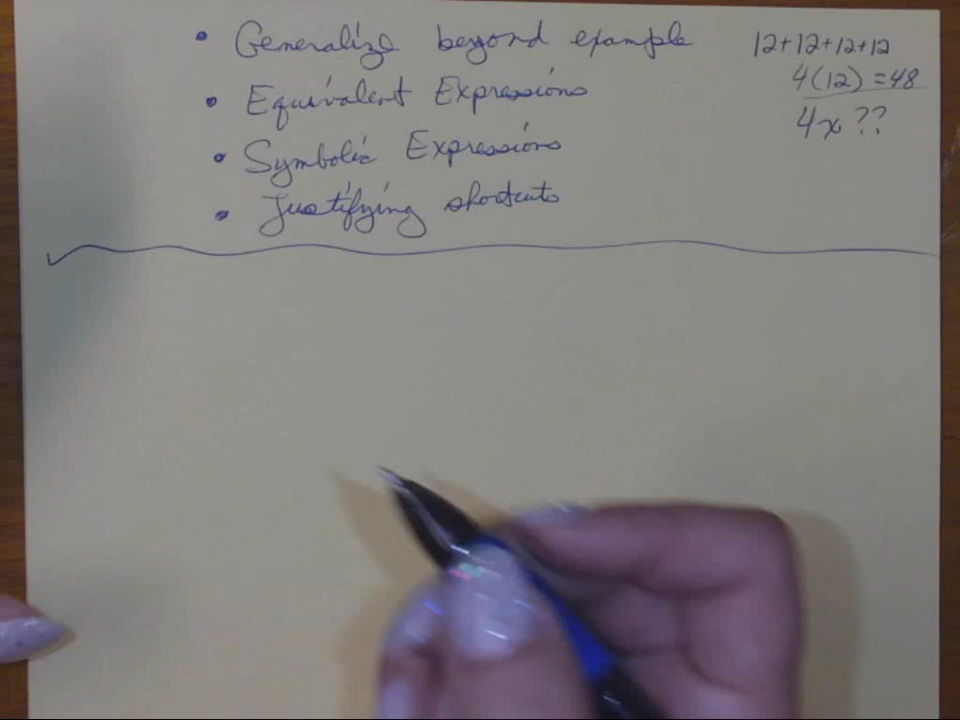 • Generalize beyond example
12+12+12+12
4(12) = 48
4x ??
• Equivalent Expressions
• Symbolic Expressions
• Justifying shortcuts